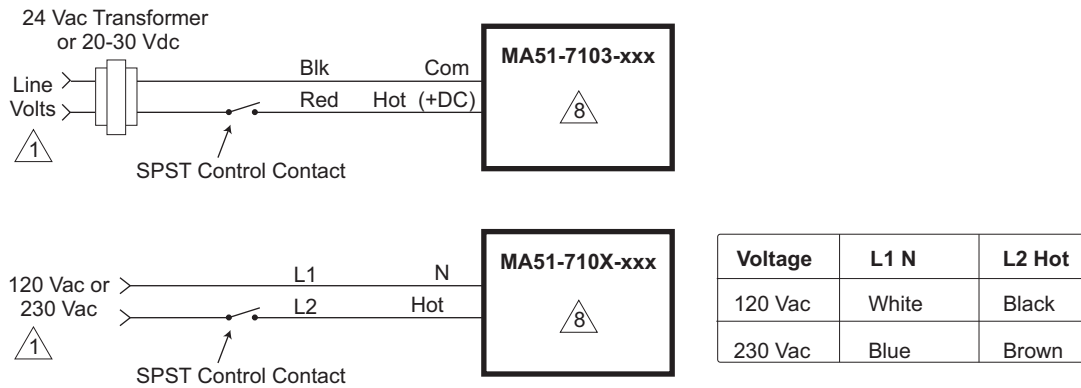 24 Vac Transformer
or 20-30 Vdc
Line
Volts
1
Blk
Com
Red
Hot (+DC)
SPST Control Contact
MA51-7103-xxx
8
120 Vac or
230 Vac
1
L1
N
L2
Hot
SPST Control Contact
MA51-710X-xxx
8
Voltage L1 N L2 Hot
120 Vac White Black
230 Vac Blue Brown